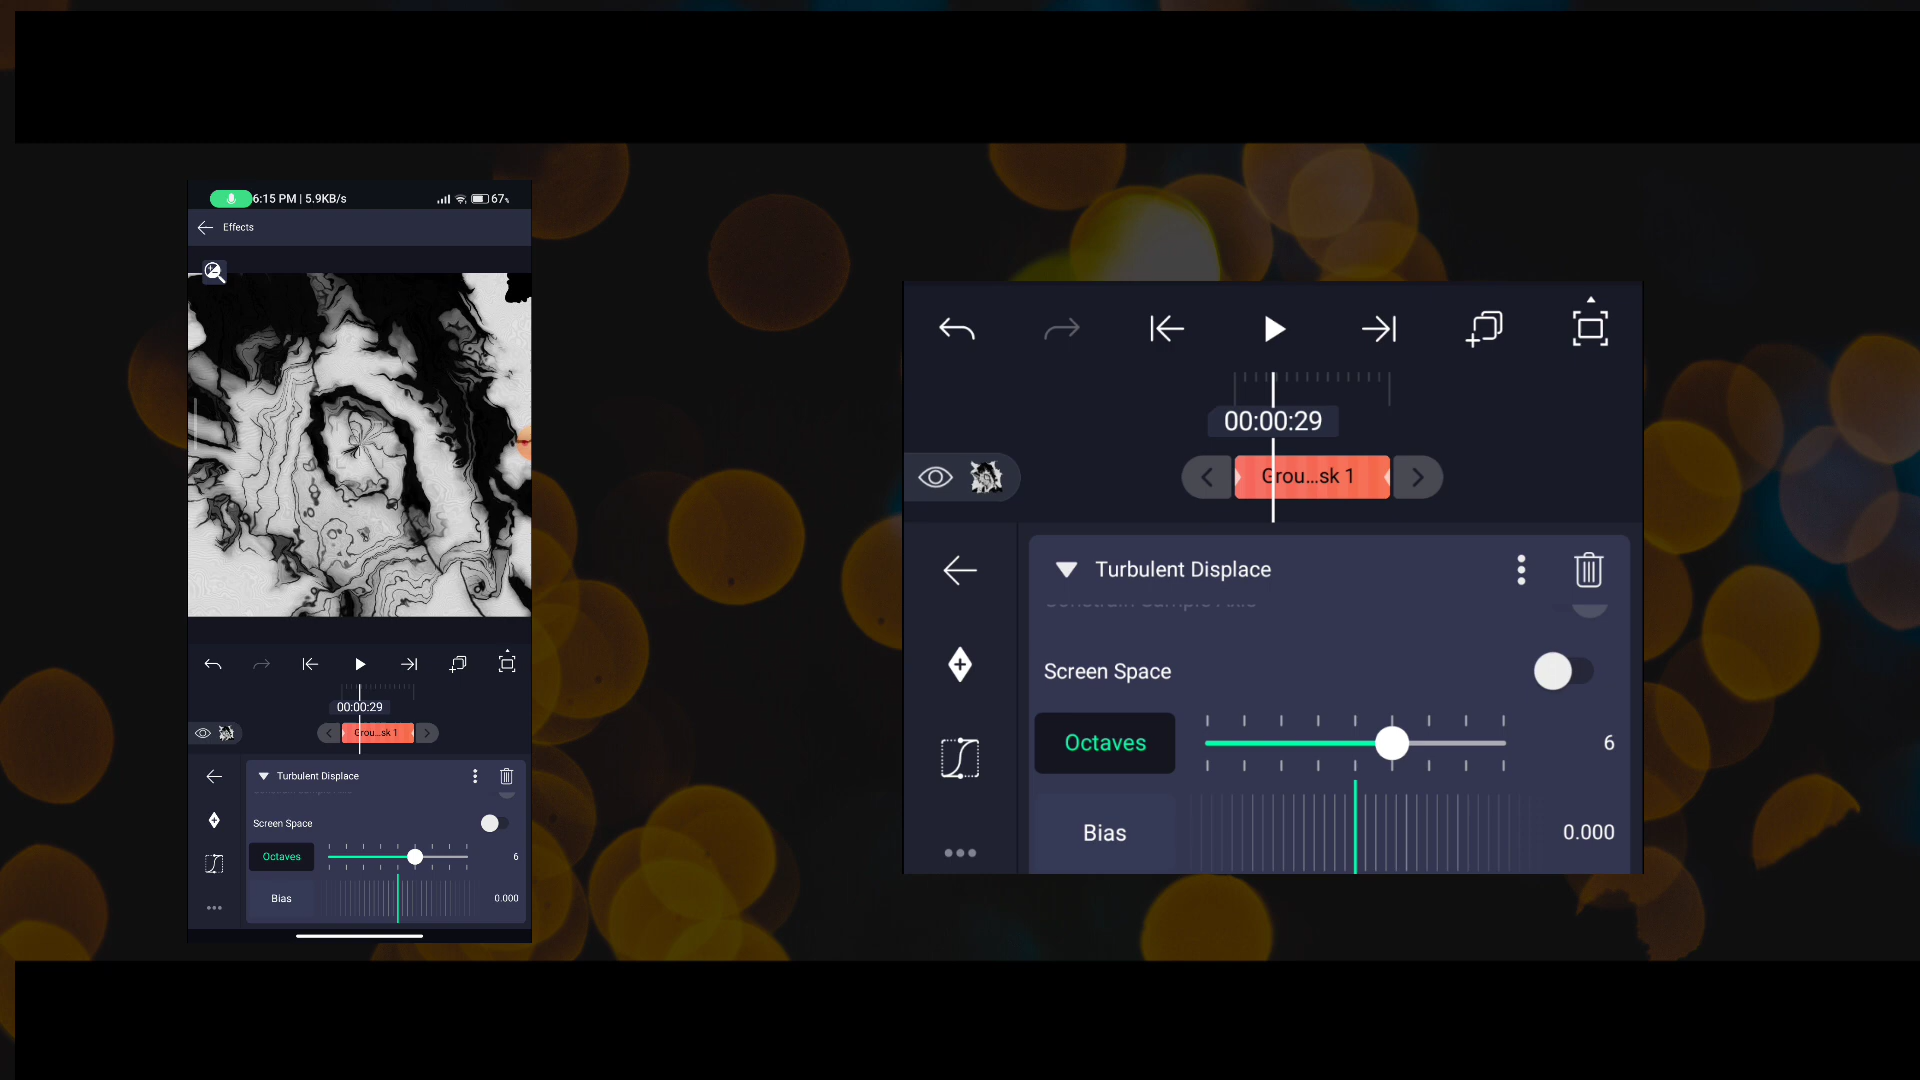 6:15 PM | 5.9KB/s
67%
Effects
00:00:29
Grou...sk 1
Turbulent Displace
Screen Space
Octaves
6
Bias
0.000
00:00:29
Grou...sk 1
Turbulent Displace
Screen Space
Octaves
6
Bias
0.000